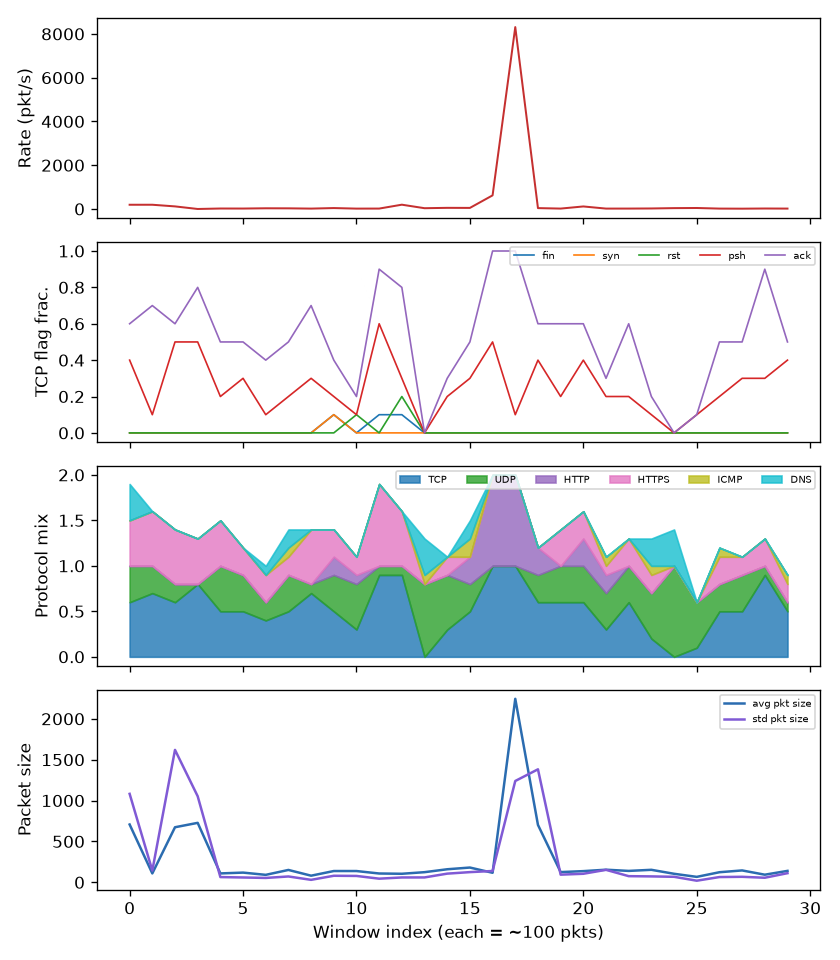 8000
6000
4000
2000
0
Rate (pkt/s)
1.0
0.8
0.6
0.4
0.2
0.0
TCP flag frac.
fin syn rst psh ack
2.0
1.5
1.0
0.5
0.0
Protocol mix
TCP UDP HTTP HTTPS ICMP DNS
2000
1500
1000
500
0
Packet size
avg pkt size
std pkt size
0 5 10 15 20 25 30
Window index (each = ~100 pkts)